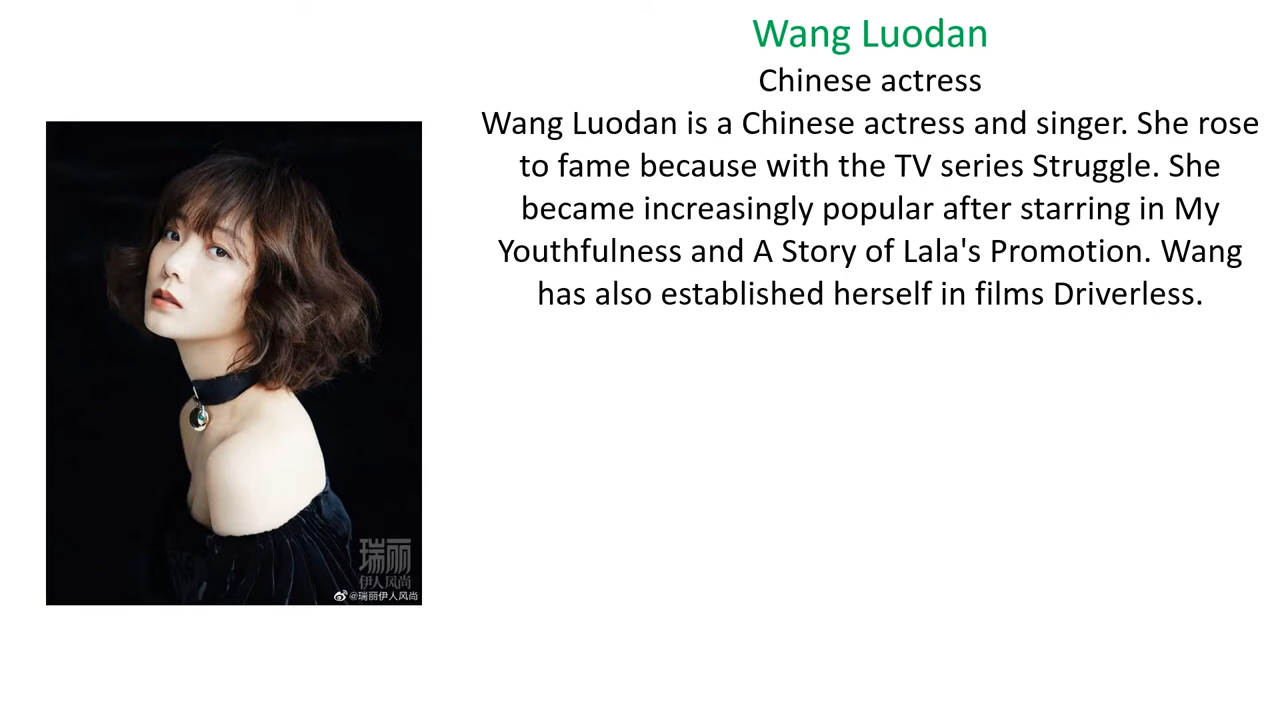 Wang Luodan
Chinese actress
Wang Luodan is a Chinese actress and singer. She rose
to fame because with the TV series Struggle. She
became increasingly popular after starring in My
Youthfulness and A Story of Lala's Promotion. Wang
has also established herself in films Driverless.
瑞丽
伊人风尚
@瑞丽伊人风尚